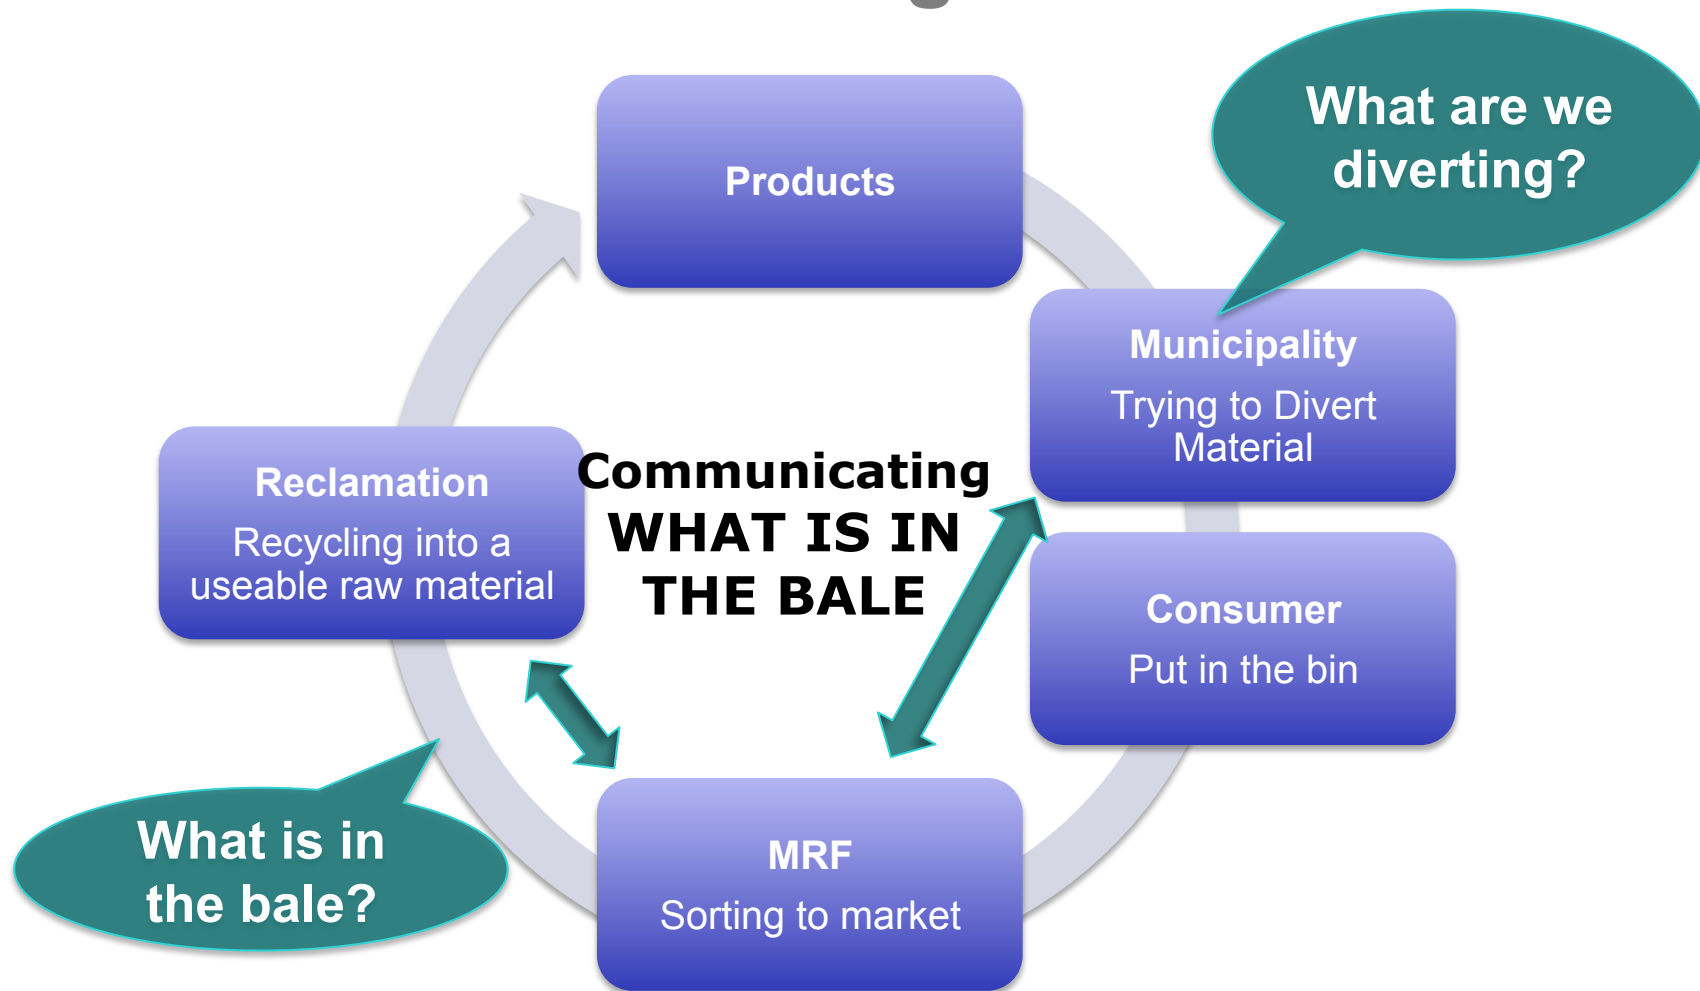 Products
What are we
diverting?
Municipality
Trying to Divert
Material
Reclamation
Recycling into a
useable raw material
Communicating
WHAT IS IN
THE BALE
Consumer
Put in the bin
What is in
the bale?
MRF
Sorting to market